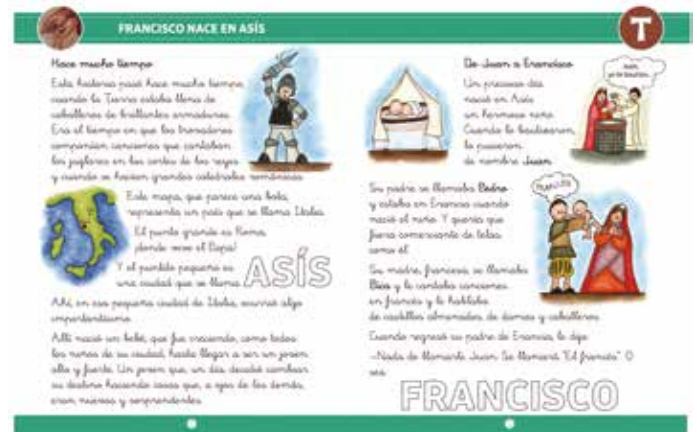 FRANCISCO NACE EN ASÍS
T
Hace mucho tiempo
Esta historia pasó hace mucho tiempo,
cuando la Tierra estaba llena de
caballeros de brillantes armaduras.
Era el tiempo en que los trovadores
componían canciones que cantaban
los juglares en las cortes de los reyes
y cuando se hacían grandes catedrales románicas.
Este mapa, que parece una bota,
representa un país que se llama Italia.
El punto grande es Roma,
¡donde vive el Papa!
Y el puntito pequeño es
una ciudad que se llama ASÍS
Ahí, en esa pequeña ciudad de Italia, ocurrió algo
importantísimo.
Allí nació un bebé, que fue creciendo, como todos
los niños de su ciudad, hasta llegar a ser un joven
alto y fuerte. Un joven que, un día, decidió cambiar
su destino haciendo cosas que, a ojos de los demás,
eran nuevas y sorprendentes.
De Juan a Francisco
Un precioso día
nació en Asís
un hermoso niño.
Cuando lo bautizaron,
le pusieron
de nombre Juan.
Juan,
yo te bautizo...
Su padre se llamaba Pedro
y estaba en Francia cuando
nació el niño. Y quería que
fuera comerciante de telas
como él.
Su madre, francesa, se llamaba
Pica y le cantaba canciones
en francés y le hablaba
de castillos almenados, de damas y caballeros.
Cuando regresó su padre de Francia, le dijo:
—Nada de llamarle Juan. Se llamará "El francés". O
sea:
FRANCISCO